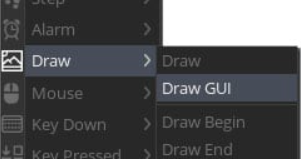 Step
Alarm
Draw
Mouse
Key Down
Key Pressed
Draw
Draw GUI
Draw Begin
Draw End